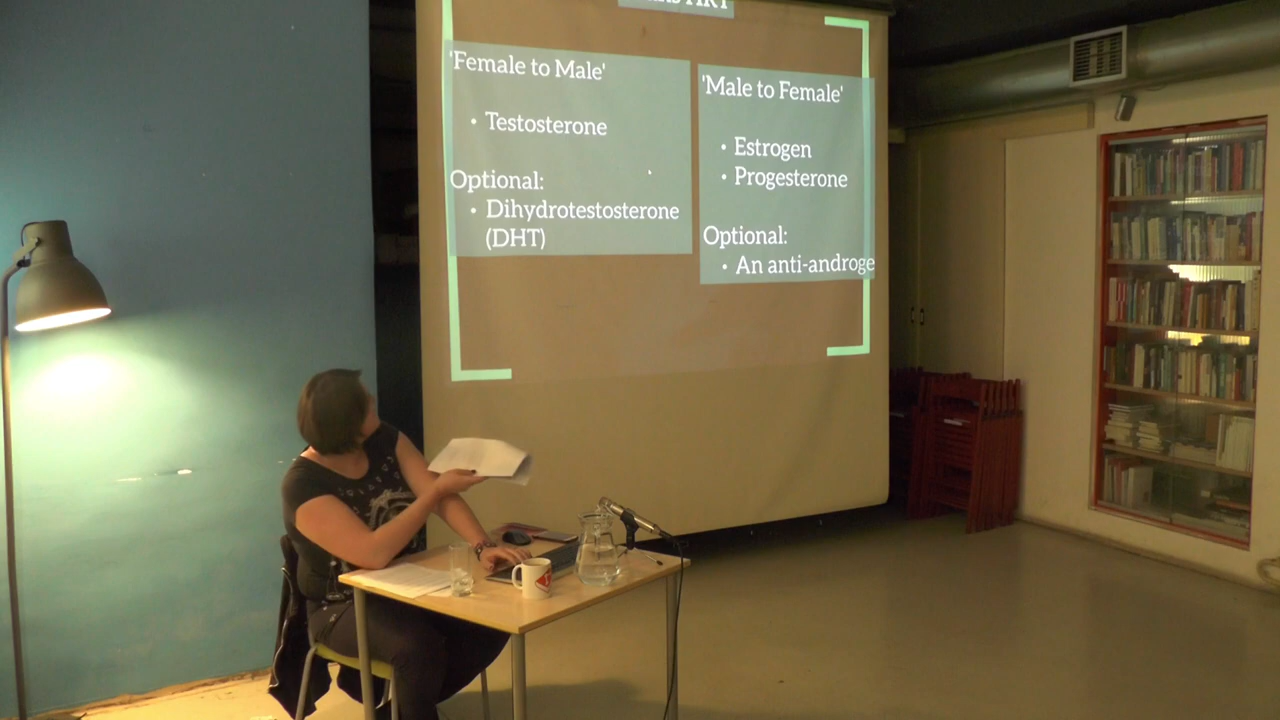 'Female to Male'
• Testosterone
Optional:
• Dihydrotestosterone
(DHT)
'Male to Female'
• Estrogen
• Progesterone
Optional:
• An anti-androge